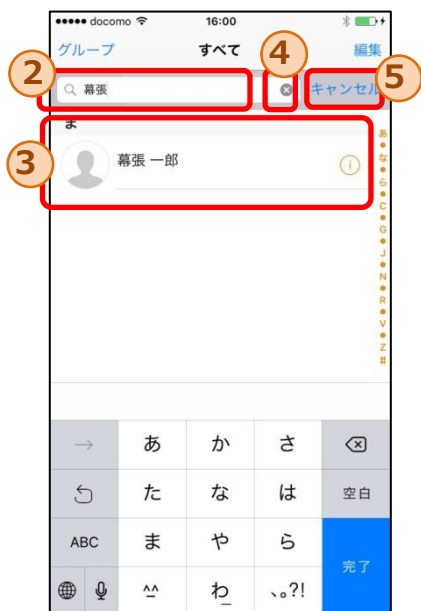 ●●●●● docomo 16:00
グループ すべて 編集
② ④ ⑤
幕張 キャンセル
ま
③
幕張 一郎
あ
な
ら
C
G
J
N
R
V
Z
#
→ あ か さ
た な は 空白
ABC ま や ら
完了
^^ わ_ 、。?!